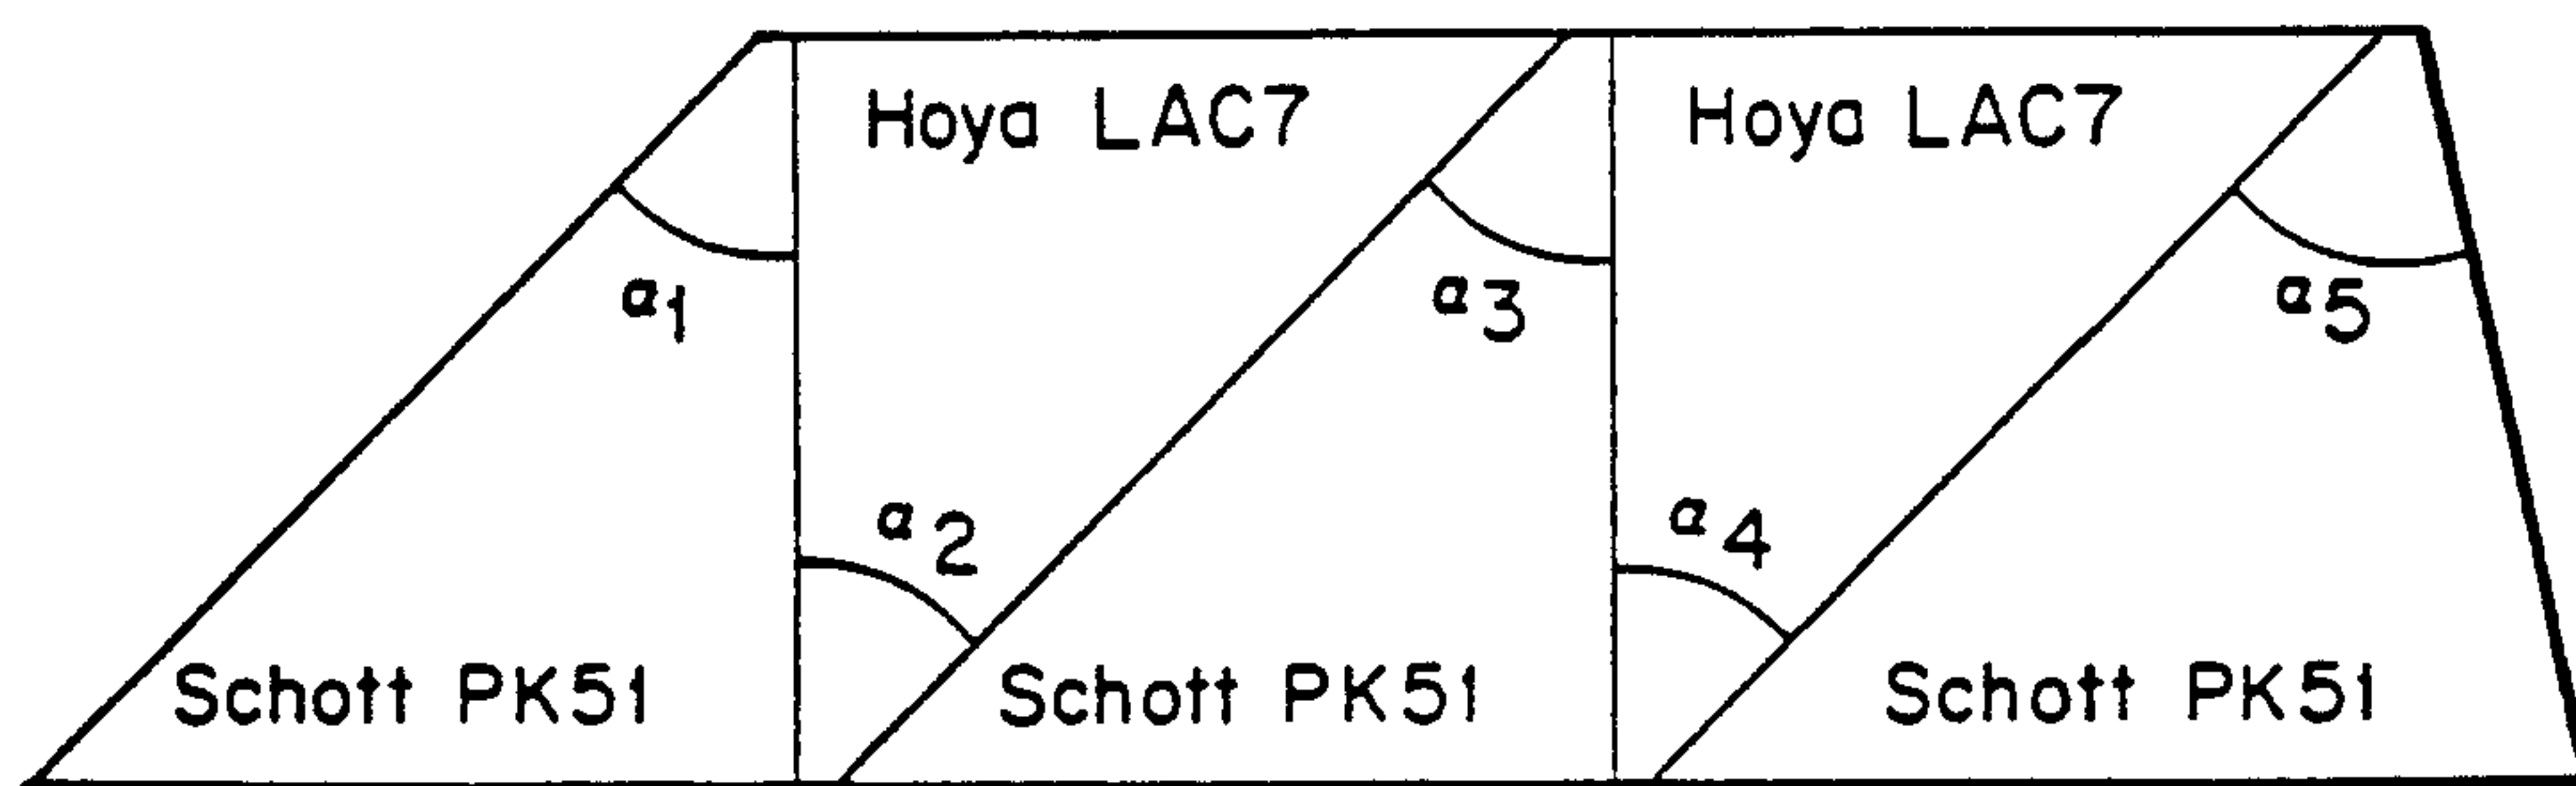 Hoya LAC7
Hoya LAC7
α1
α3
α5
α2
α4
Schott PK51
Schott PK51
Schott PK51